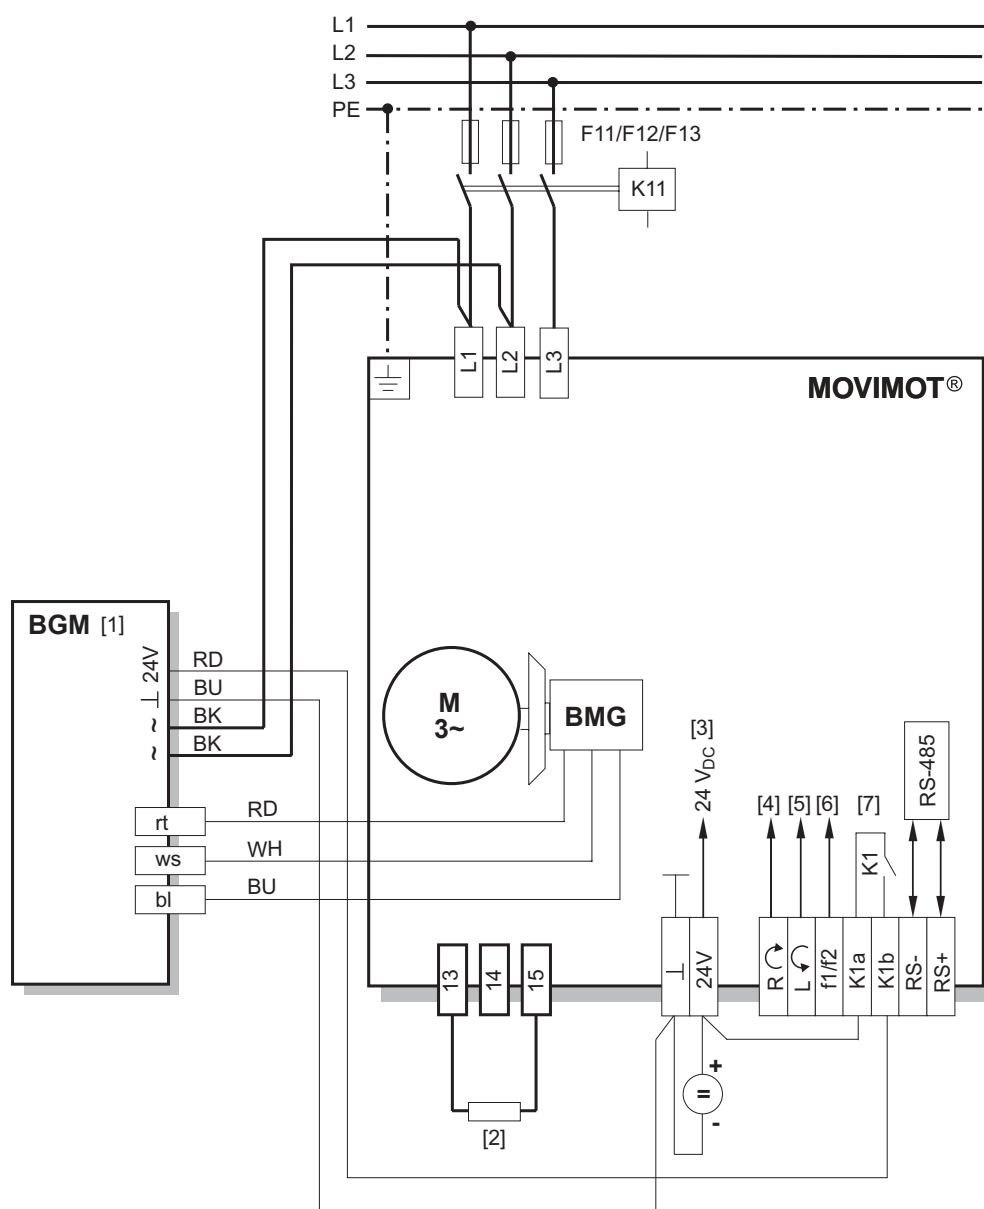 L1
L2
L3
PE
F11/F12/F13
K11
L1
L2
L3
MOVIMOT®
BGM [1]
24V
⊥
~
~
RD
BU
BK
BK
M
3~
BMG
rt
ws
bl
RD
WH
BU
[3]
24 VDC
[4]
[5]
[6]
[7]
K1
RS-485
13
14
15
⊥
24V
R
L
f1/f2
K1a
K1b
RS-
RS+
[2]
+
=
-